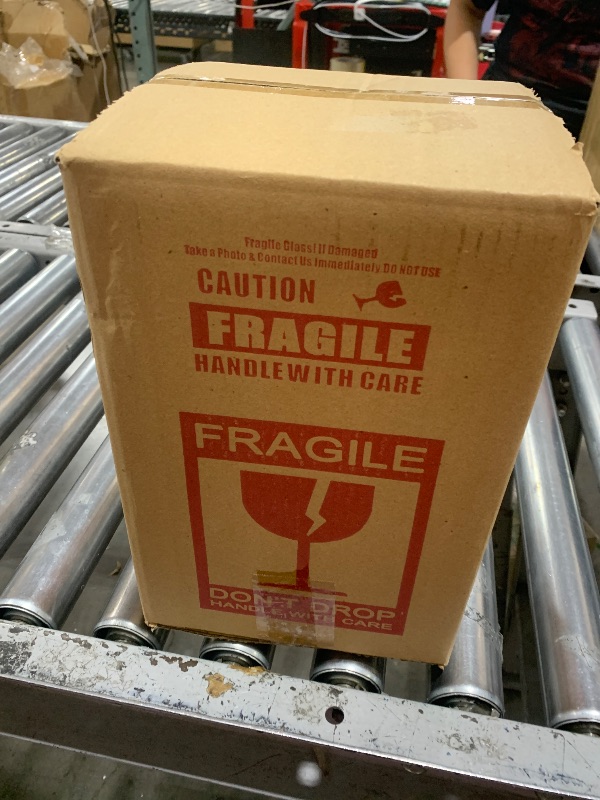 Fragile Glass! If Damaged
Take a Photo & Contact Us Immediately. DO NOT USE
CAUTION
FRAGILE
HANDLE WITH CARE
FRAGILE
DON'T DROP
HANDLE WITH CARE